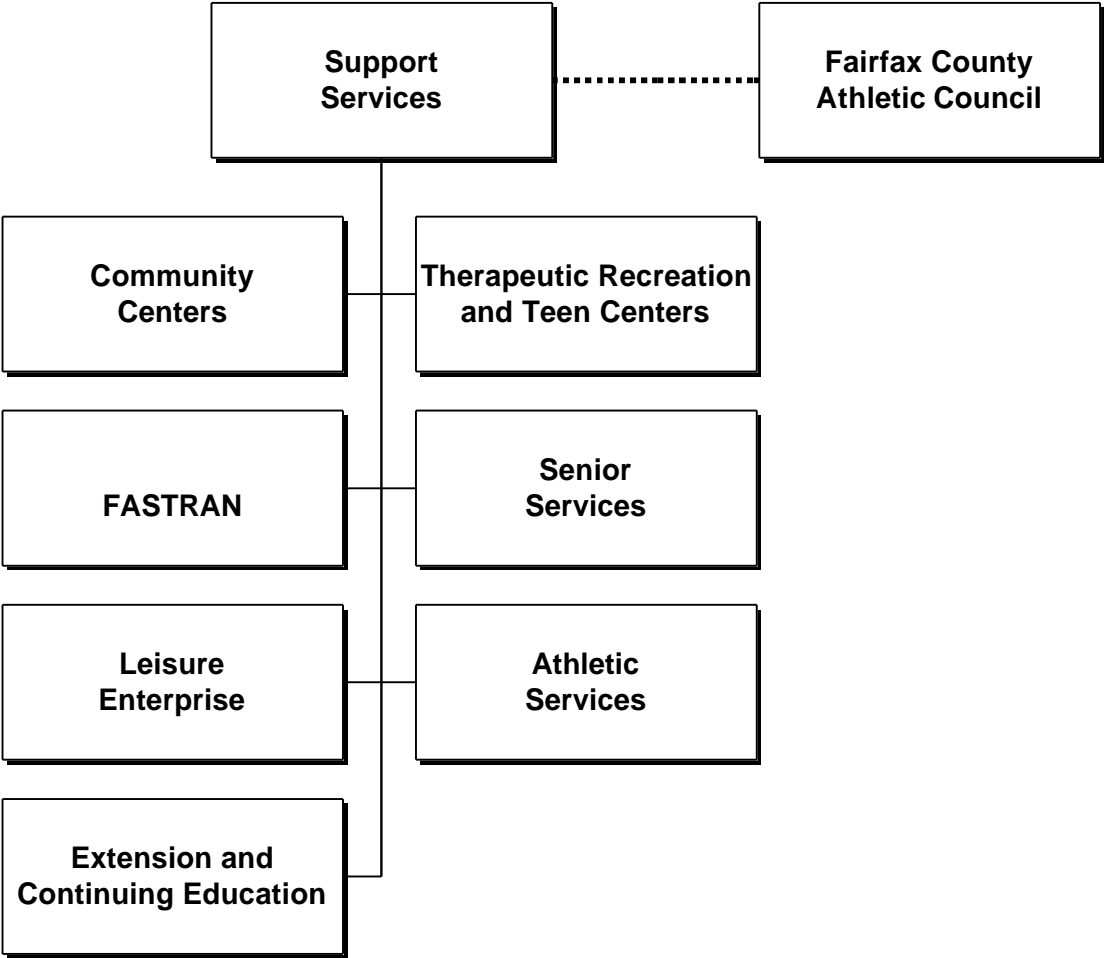 Support
Services
Fairfax County
Athletic Council
Community
Centers
Therapeutic Recreation
and Teen Centers
FASTRAN
Senior
Services
Leisure
Enterprise
Athletic
Services
Extension and
Continuing Education